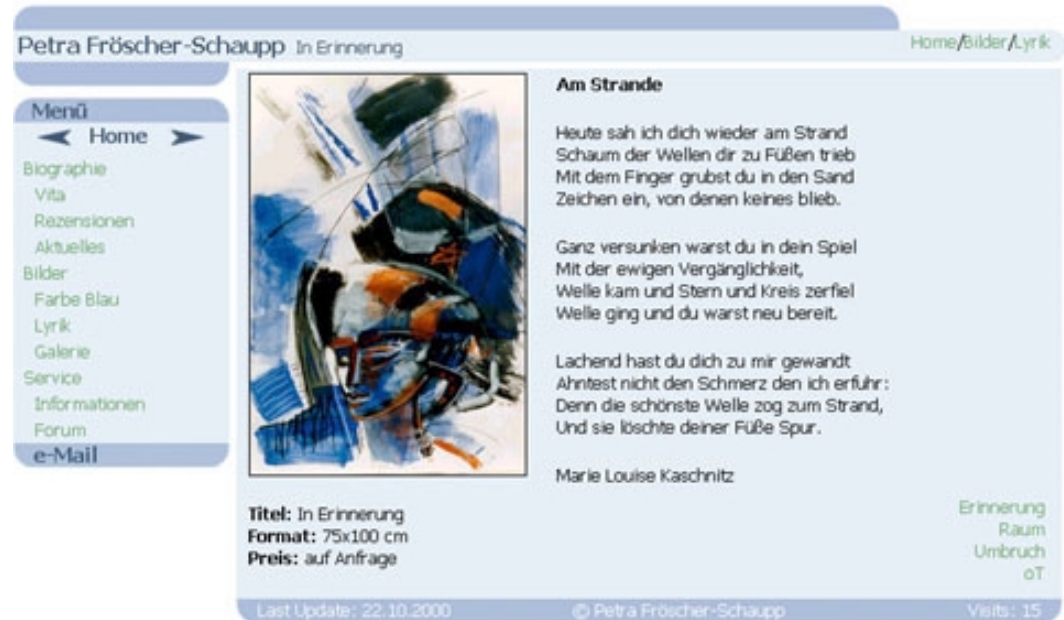 Petra Fröscher-Schaupp In Erinnerung
Home/Bilder/Lyrik
Menü
Home
Biographie
Vita
Rezensionen
Aktuelles
Bilder
Farbe Blau
Lyrik
Galerie
Service
Informationen
Forum
e-Mail
Am Strande
Heute sah ich dich wieder am Strand
Schaum der Wellen dir zu Füßen trieb
Mit dem Finger grubst du in den Sand
Zeichen ein, von denen keines blieb.
Ganz versunken warst du in dein Spiel
Mit der ewigen Vergänglichkeit,
Welle kam und Stern und Kreis zerfiel
Welle ging und du warst neu bereit.
Lachend hast du dich zu mir gewandt
Ahntest nicht den Schmerz den ich erfuhr:
Denn die schönste Welle zog zum Strand,
Und sie löschte deiner Füße Spur.
Marie Louise Kaschnitz
Titel: In Erinnerung
Format: 75x100 cm
Preis: auf Anfrage
Erinnerung
Raum
Umbruch
oT
Last Update: 22.10.2000
© Petra Fröscher-Schaupp
Visits: 15